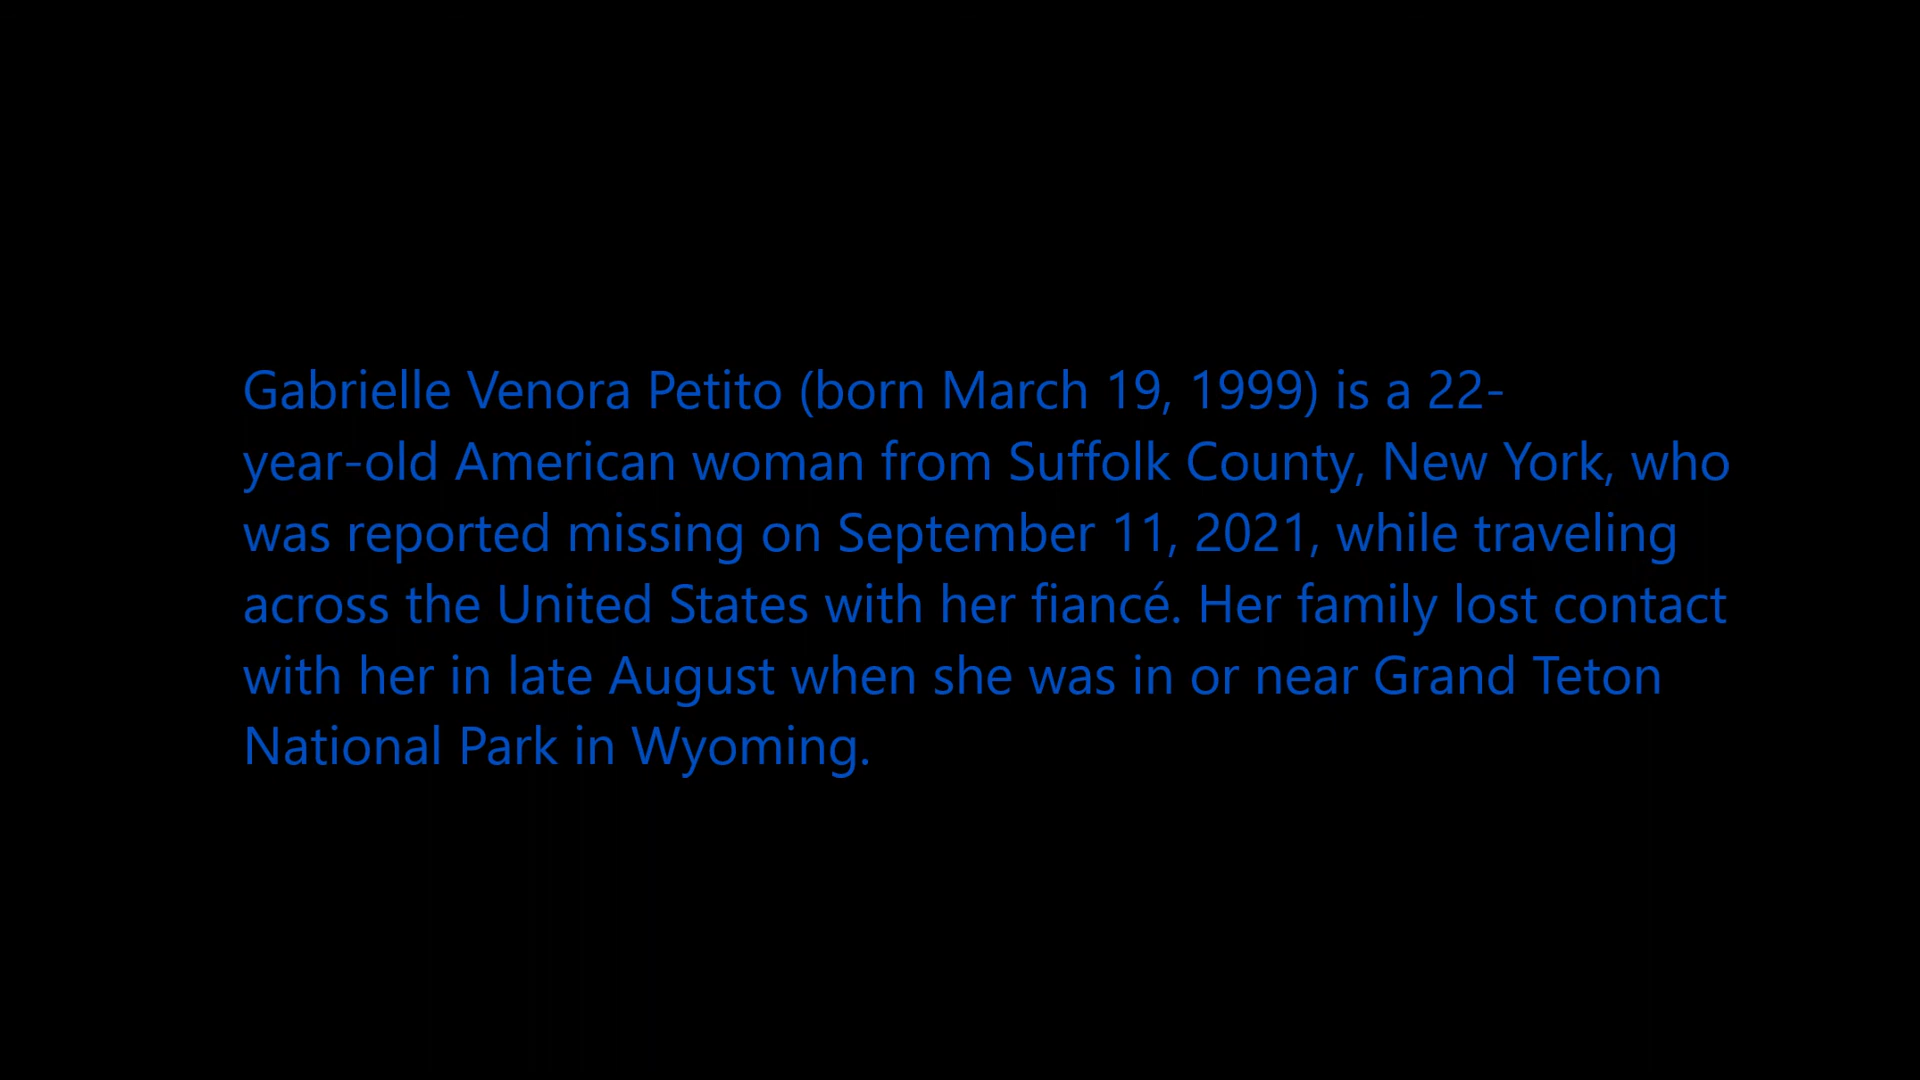 Gabrielle Venora Petito (born March 19, 1999) is a 22-
year-old American woman from Suffolk County, New York, who
was reported missing on September 11, 2021, while traveling
across the United States with her fiancé. Her family lost contact
with her in late August when she was in or near Grand Teton
National Park in Wyoming.